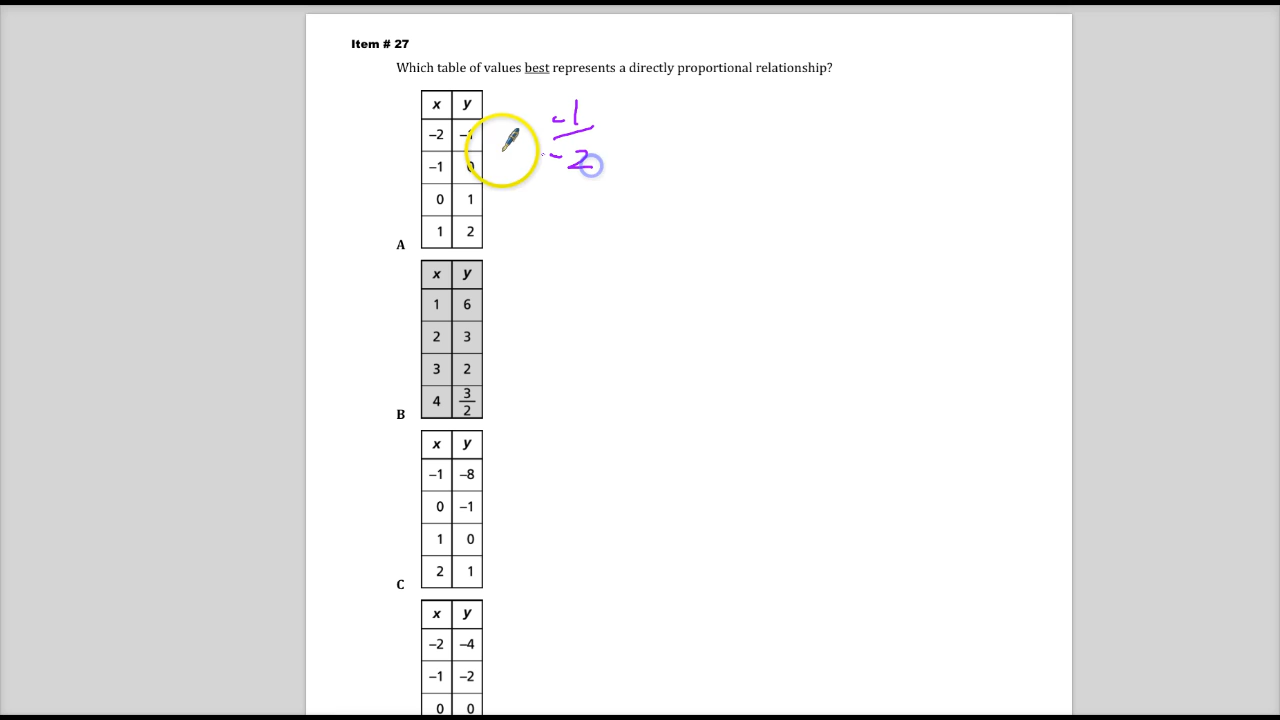 Item # 27
Which table of values best represents a directly proportional relationship?
x y
−2 −1
−1 0
0 1
1 2
A
-1
-2
x y
1 6
2 3
3 2
4 3/2
B
x y
−1 −8
0 −1
1 0
2 1
C
x y
−2 −4
−1 −2
0 0